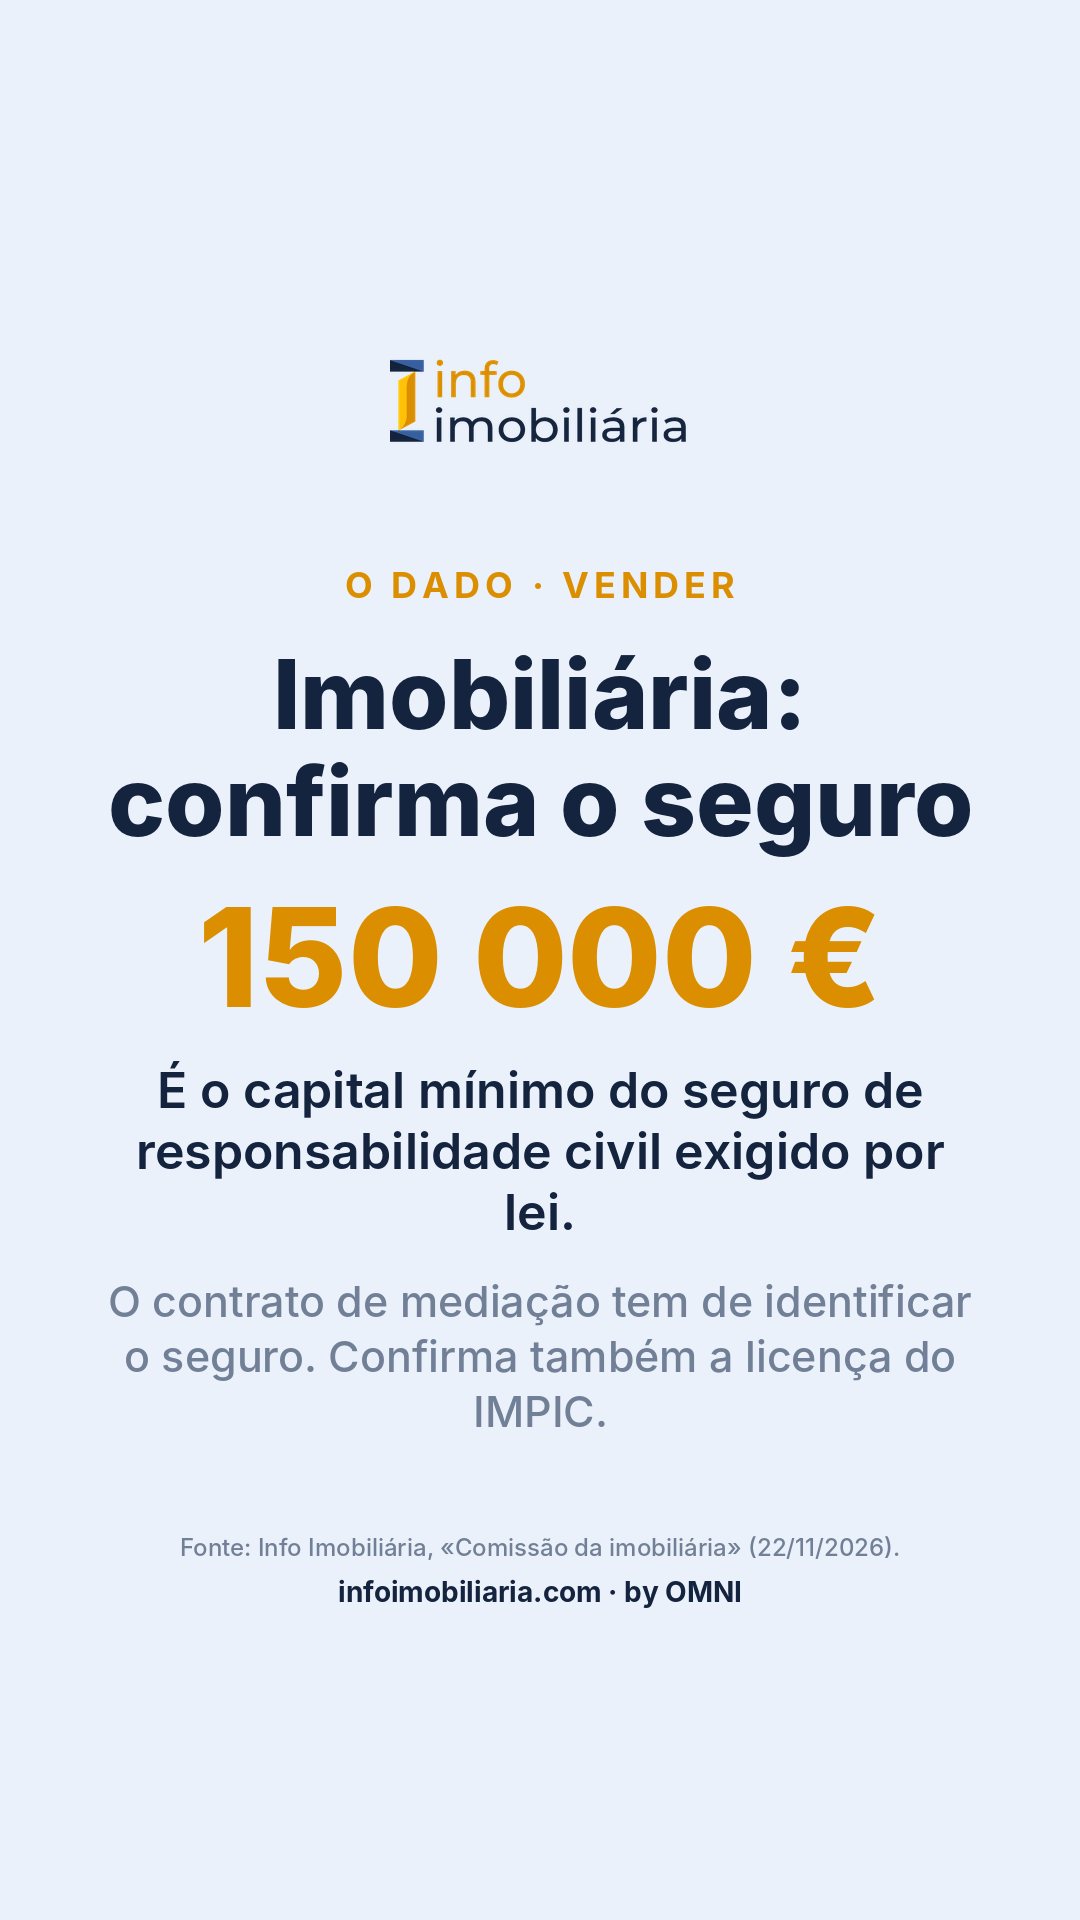 info
imobiliária
O DADO · VENDER
Imobiliária:
confirma o seguro
150 000 €
É o capital mínimo do seguro de
responsabilidade civil exigido por
lei.
O contrato de mediação tem de identificar
o seguro. Confirma também a licença do
IMPIC.
Fonte: Info Imobiliária, «Comissão da imobiliária» (22/11/2026).
infoimobiliaria.com · by OMNI